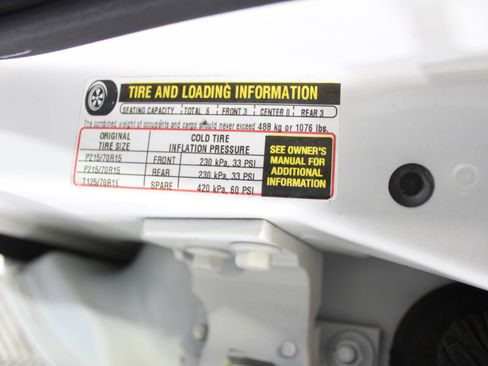 TIRE AND LOADING INFORMATION
SEATING CAPACITY TOTAL 6 FRONT 3 CENTER 0 REAR 3
The combined weight of occupants and cargo should never exceed 488 kg or 1076 lbs.
ORIGINAL TIRE SIZE COLD TIRE INFLATION PRESSURE
P215/70R15 FRONT 230 kPa, 33 PSI
P215/70R15 REAR 230 kPa, 33 PSI
T125/70R15 SPARE 420 kPa, 60 PSI
SEE OWNER'S
MANUAL FOR
ADDITIONAL
INFORMATION